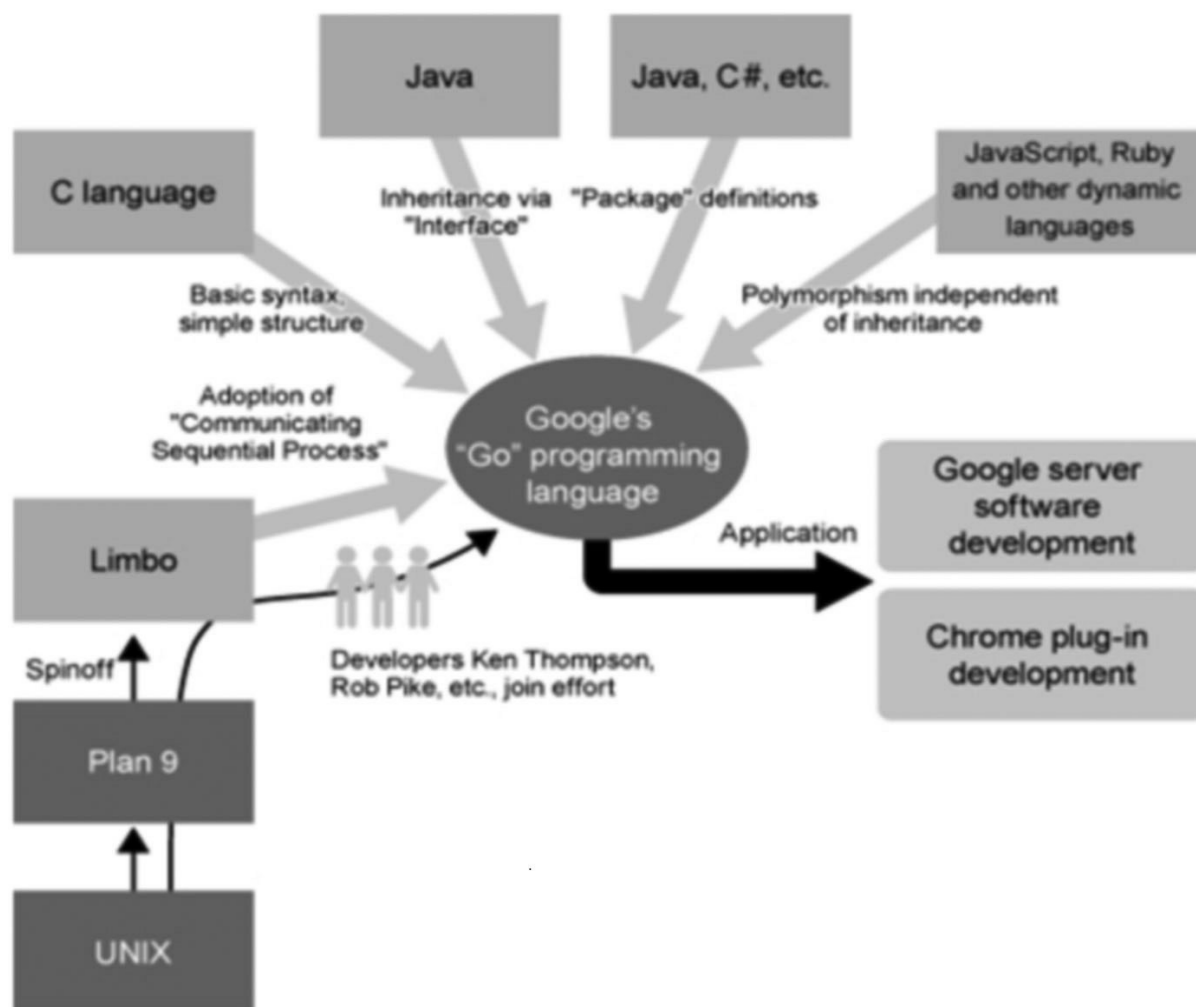 Java
Java, C#, etc.
C language
JavaScript, Ruby
and other dynamic
languages
Inheritance via
"Interface"
"Package" definitions
Basic syntax,
simple structure
Polymorphism independent
of inheritance
Adoption of
"Communicating
Sequential Process"
Google's
“Go” programming
language
Google server
software
development
Application
Limbo
Chrome plug-in
development
Developers Ken Thompson,
Rob Pike, etc., join effort
Spinoff
Plan 9
UNIX